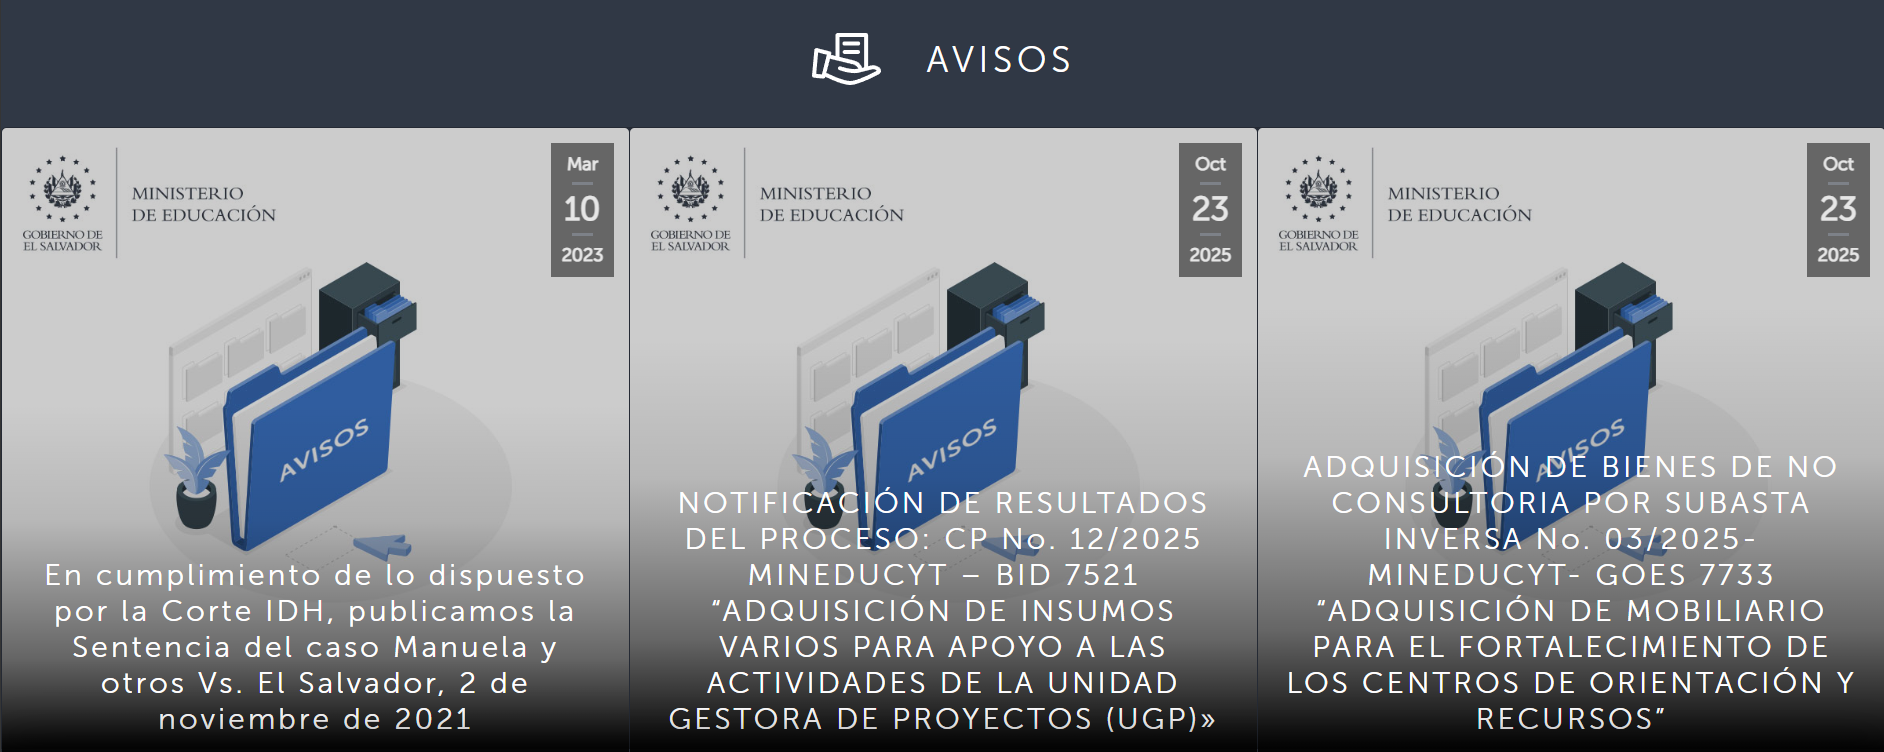 AVISOS
GOBIERNO DE
EL SALVADOR
MINISTERIO
DE EDUCACIÓN
Mar
10
2023
AVISOS
En cumplimiento de lo dispuesto
por la Corte IDH, publicamos la
Sentencia del caso Manuela y
otros Vs. El Salvador, 2 de
noviembre de 2021
GOBIERNO DE
EL SALVADOR
MINISTERIO
DE EDUCACIÓN
Oct
23
2025
AVISOS
NOTIFICACIÓN DE RESULTADOS
DEL PROCESO: CP No. 12/2025
MINEDUCYT – BID 7521
“ADQUISICIÓN DE INSUMOS
VARIOS PARA APOYO A LAS
ACTIVIDADES DE LA UNIDAD
GESTORA DE PROYECTOS (UGP)»
GOBIERNO DE
EL SALVADOR
MINISTERIO
DE EDUCACIÓN
Oct
23
2025
AVISOS
ADQUISICIÓN DE BIENES DE NO
CONSULTORIA POR SUBASTA
INVERSA No. 03/2025-
MINEDUCYT- GOES 7733
“ADQUISICIÓN DE MOBILIARIO
PARA EL FORTALECIMIENTO DE
LOS CENTROS DE ORIENTACIÓN Y
RECURSOS”